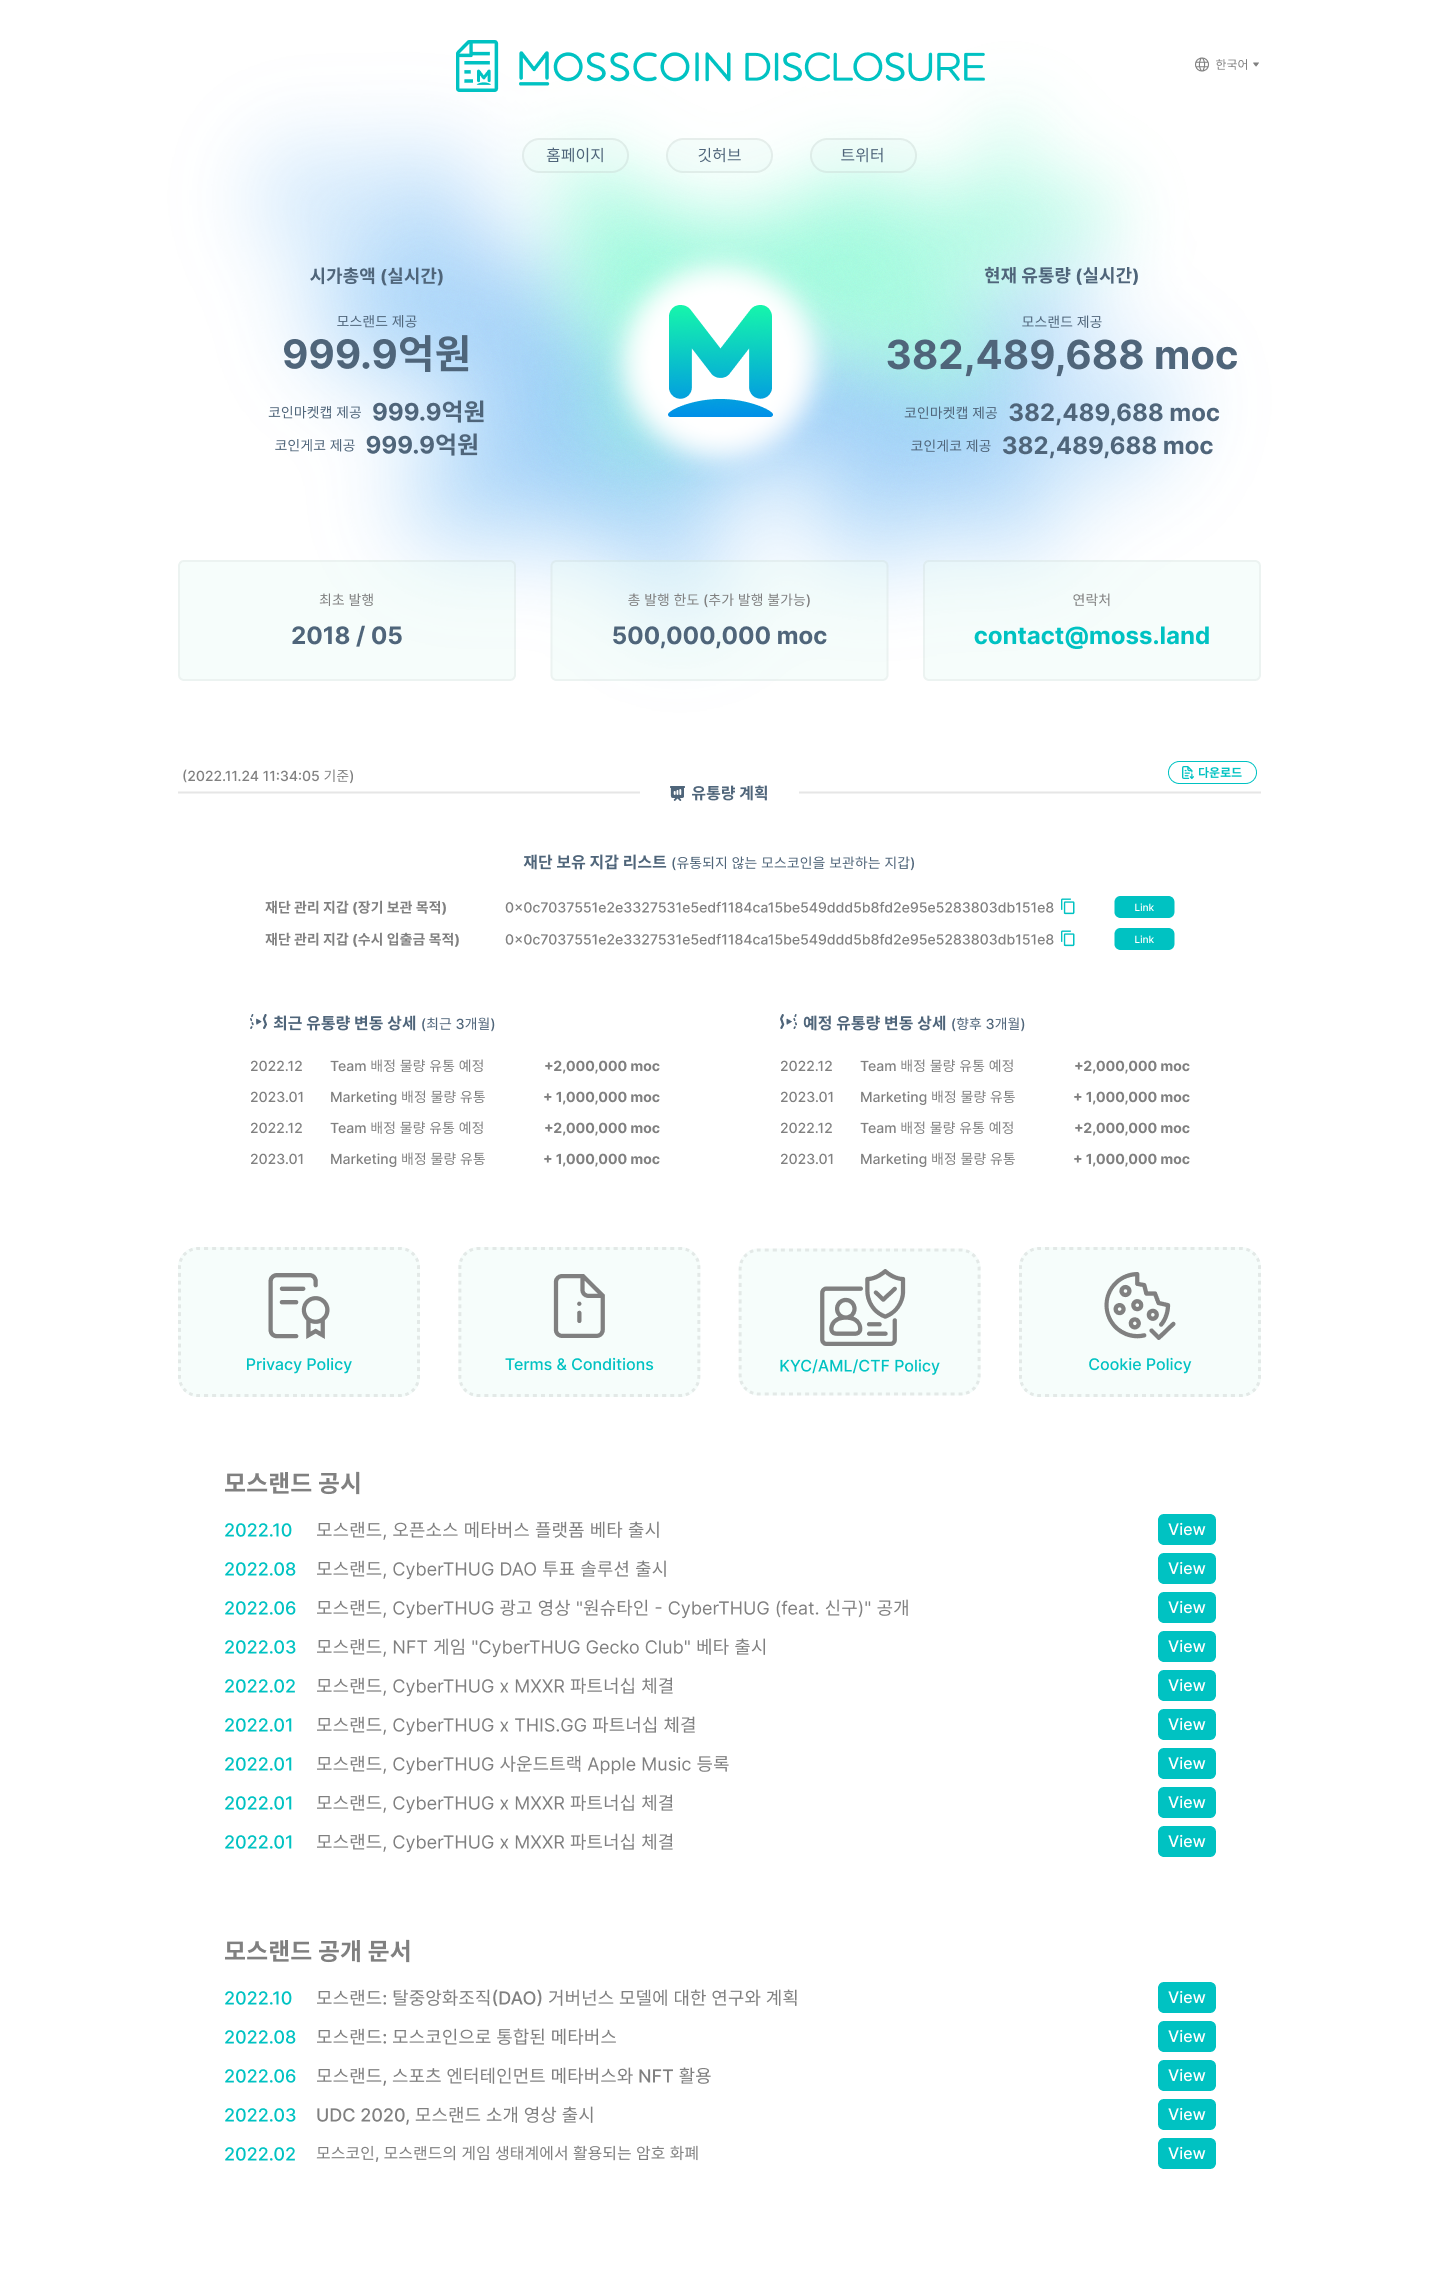 MOSSCOIN DISCLOSURE
한국어
홈페이지 깃허브 트위터
시가총액 (실시간)
모스랜드 제공
999.9억원
코인마켓캡 제공 999.9억원
코인게코 제공 999.9억원
현재 유통량 (실시간)
모스랜드 제공
382,489,688 moc
코인마켓캡 제공 382,489,688 moc
코인게코 제공 382,489,688 moc
최초 발행
2018 / 05
총 발행 한도 (추가 발행 불가능)
500,000,000 moc
연락처
contact@moss.land
(2022.11.24 11:34:05 기준)
다운로드
유통량 계획
재단 보유 지갑 리스트 (유통되지 않는 모스코인을 보관하는 지갑)
재단 관리 지갑 (장기 보관 목적) 0x0c7037551e2e3327531e5edf1184ca15be549ddd5b8fd2e95e5283803db151e8 Link
재단 관리 지갑 (수시 입출금 목적) 0x0c7037551e2e3327531e5edf1184ca15be549ddd5b8fd2e95e5283803db151e8 Link
최근 유통량 변동 상세 (최근 3개월)
2022.12 Team 배정 물량 유통 예정 +2,000,000 moc
2023.01 Marketing 배정 물량 유통 + 1,000,000 moc
2022.12 Team 배정 물량 유통 예정 +2,000,000 moc
2023.01 Marketing 배정 물량 유통 + 1,000,000 moc
예정 유통량 변동 상세 (향후 3개월)
2022.12 Team 배정 물량 유통 예정 +2,000,000 moc
2023.01 Marketing 배정 물량 유통 + 1,000,000 moc
2022.12 Team 배정 물량 유통 예정 +2,000,000 moc
2023.01 Marketing 배정 물량 유통 + 1,000,000 moc
Privacy Policy
Terms & Conditions
KYC/AML/CTF Policy
Cookie Policy
모스랜드 공시
2022.10 모스랜드, 오픈소스 메타버스 플랫폼 베타 출시 View
2022.08 모스랜드, CyberTHUG DAO 투표 솔루션 출시 View
2022.06 모스랜드, CyberTHUG 광고 영상 "원슈타인 - CyberTHUG (feat. 신구)" 공개 View
2022.03 모스랜드, NFT 게임 "CyberTHUG Gecko Club" 베타 출시 View
2022.02 모스랜드, CyberTHUG x MXXR 파트너십 체결 View
2022.01 모스랜드, CyberTHUG x THIS.GG 파트너십 체결 View
2022.01 모스랜드, CyberTHUG 사운드트랙 Apple Music 등록 View
2022.01 모스랜드, CyberTHUG x MXXR 파트너십 체결 View
2022.01 모스랜드, CyberTHUG x MXXR 파트너십 체결 View
모스랜드 공개 문서
2022.10 모스랜드: 탈중앙화조직(DAO) 거버넌스 모델에 대한 연구와 계획 View
2022.08 모스랜드: 모스코인으로 통합된 메타버스 View
2022.06 모스랜드, 스포츠 엔터테인먼트 메타버스와 NFT 활용 View
2022.03 UDC 2020, 모스랜드 소개 영상 출시 View
2022.02 모스코인, 모스랜드의 게임 생태계에서 활용되는 암호 화폐 View